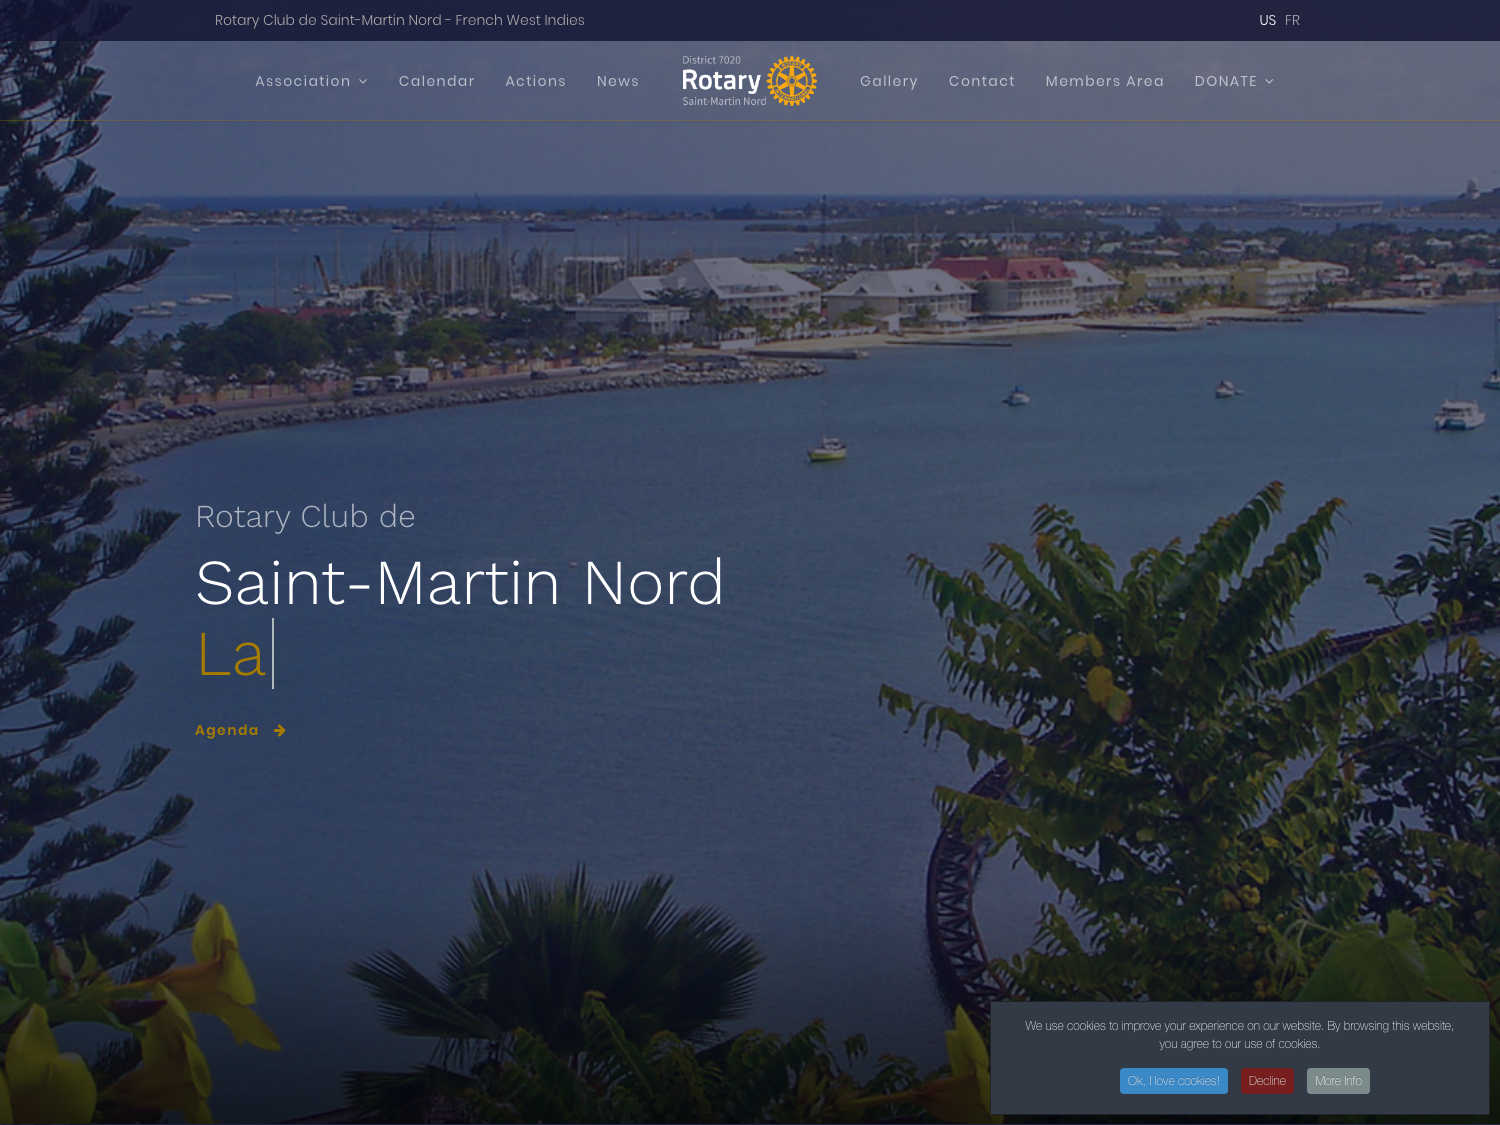 Rotary Club de Saint-Martin Nord - French West Indies
US FR
Association Calendar Actions News
District 7020
Rotary
Saint-Martin Nord
Gallery Contact Members Area DONATE
Rotary Club de
Saint-Martin Nord
La
Agenda
We use cookies to improve your experience on our website. By browsing this website,
you agree to our use of cookies.
Ok, I love cookies! Decline More Info